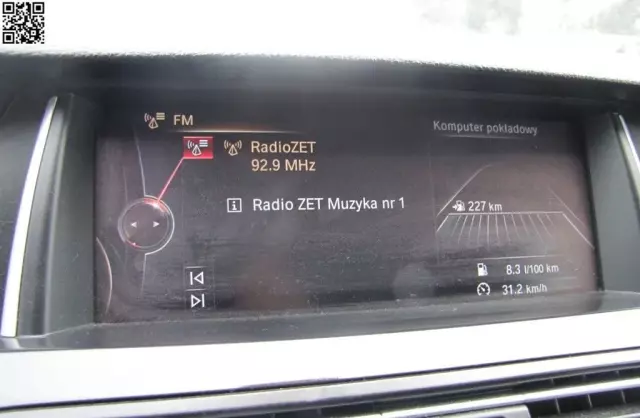 FM
Komputer pokładowy
RadioZET
92.9 MHz
227 km
Radio ZET Muzyka nr 1
8.3 l/100 km
31.2 km/h